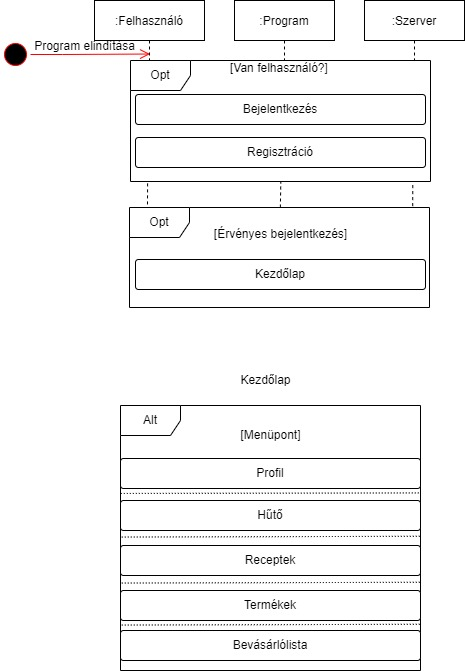 :Felhasználó
:Program
:Szerver
Program elindítása
Opt
[Van felhasználó?]
Bejelentkezés
Regisztráció
Opt
[Érvényes bejelentkezés]
Kezdőlap
Kezdőlap
Alt
[Menüpont]
Profil
Hűtő
Receptek
Termékek
Bevásárlólista